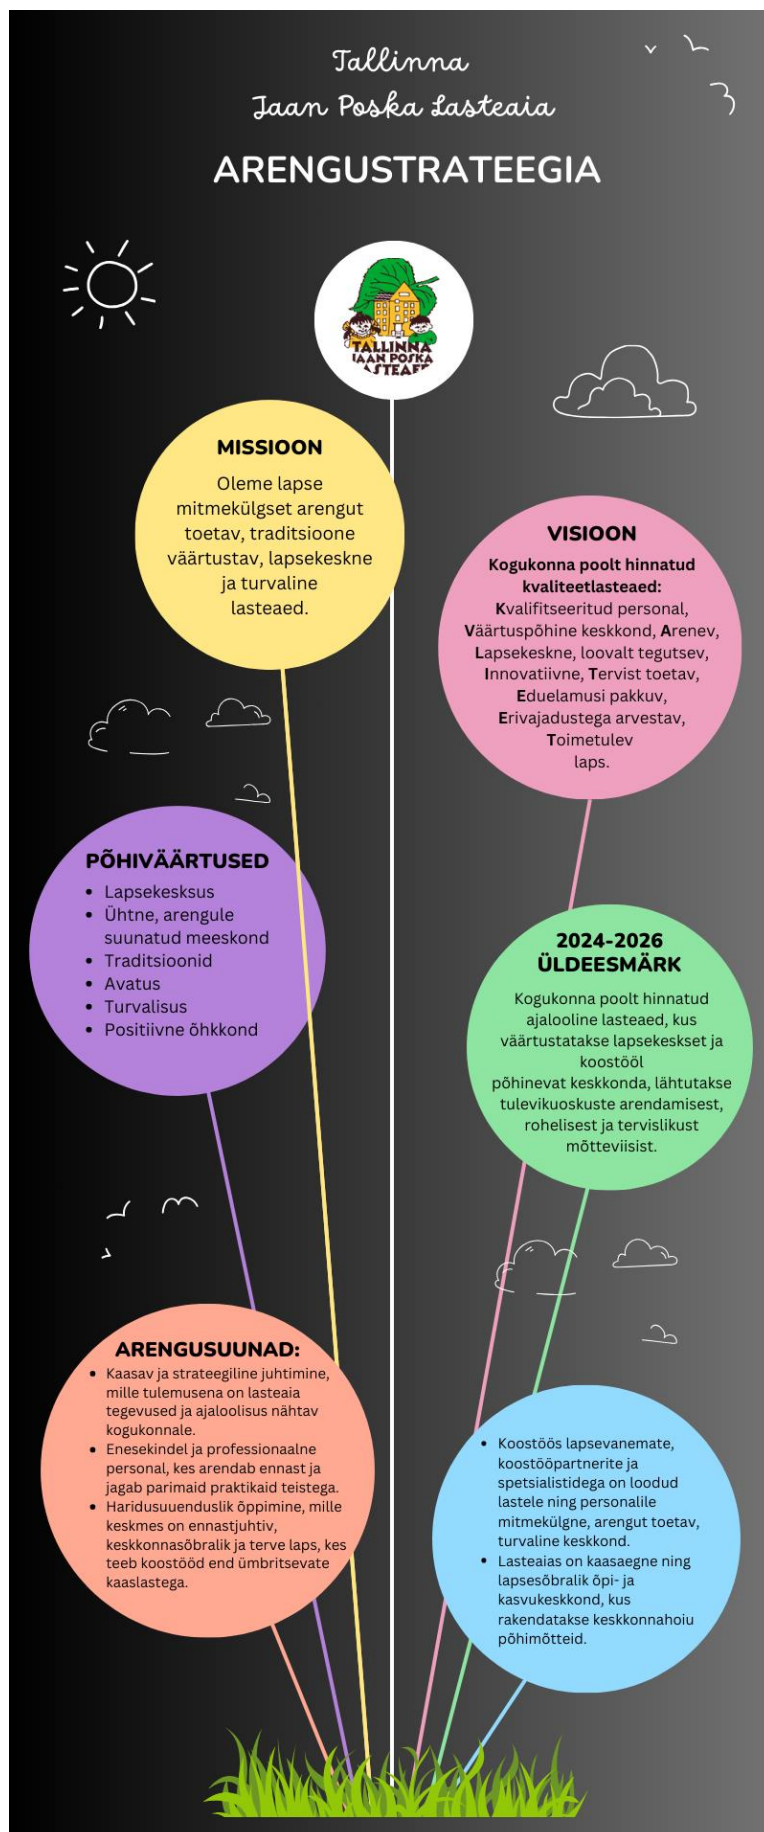 Tallinna
Jaan Poska Lasteaia
ARENGUSTRATEEGIA
TALLINNA
JAAN POSKA
LASTEAED
MISSIOON
Oleme lapse
mitmekülgset arengut
toetav, traditsioone
väärtustav, lapsekeskne
ja turvaline
lasteaed.
VISIOON
Kogukonna poolt hinnatud
kvaliteetlasteaed:
Kvalifitseeritud personal,
Väärtuspõhine keskkond, Arenev,
Lapsekeskne, loovalt tegutsev,
Innovatiivne, Tervist toetav,
Eduelamusi pakkuv,
Erivajadustega arvestav,
Toimetulev
laps.
PÕHIVÄÄRTUSED
• Lapsekesksus
• Ühtne, arengule
suunatud meeskond
• Traditsioonid
• Avatus
• Turvalisus
• Positiivne õhkkond
2024-2026
ÜLDEESMÄRK
Kogukonna poolt hinnatud
ajalooline lasteaed, kus
väärtustatakse lapsekeskset ja
koostööl
põhinevat keskkonda, lähtutakse
tulevikuoskuste arendamisest,
rohelisest ja tervislikust
mõtteviisist.
ARENGUSUUNAD:
• Kaasav ja strateegiline juhtimine,
mille tulemusena on lasteaia
tegevused ja ajaloolisus nähtav
kogukonnale.
• Enesekindel ja professionaalne
personal, kes arendab ennast ja
jagab parimaid praktikaid teistega.
• Haridusuuenduslik õppimine, mille
keskmes on ennastjuhtiv,
keskkonnasõbralik ja terve laps, kes
teeb koostööd end ümbritsevate
kaaslastega.
• Koostöös lapsevanemate,
koostööpartnerite ja
spetsialistidega on loodud
lastele ning personalile
mitmekülgne, arengut toetav,
turvaline keskkond.
• Lasteaias on kaasaegne ning
lapsesõbralik õpi- ja
kasvukeskkond, kus
rakendatakse keskkonnahoiu
põhimõtteid.